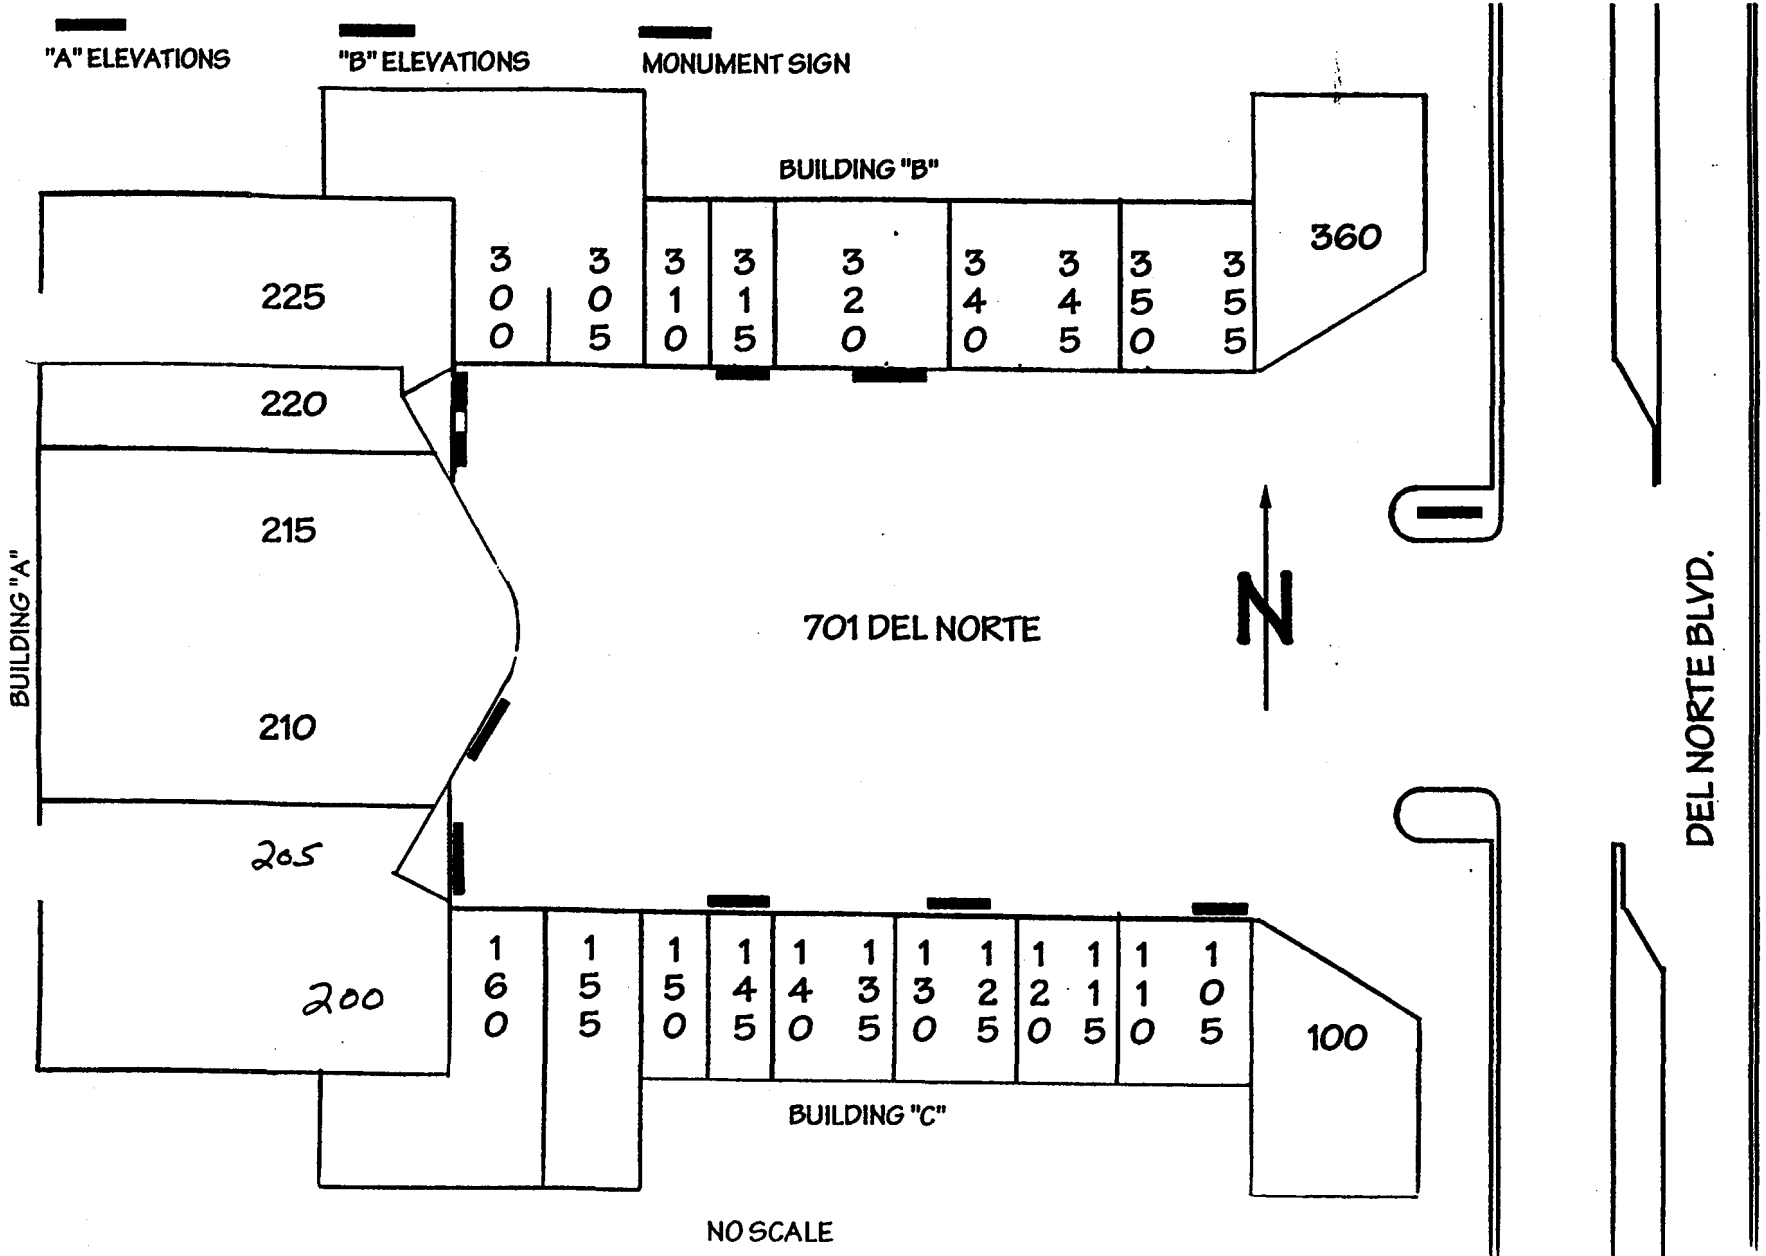 "A" ELEVATIONS
"B" ELEVATIONS
MONUMENT SIGN
BUILDING "B"
360
225
300
305
310
315
320
340
345
350
355
220
215
BUILDING "A"
210
205
200
701 DEL NORTE
N
DEL NORTE BLVD.
160
155
150
145
140
135
130
125
120
115
110
105
100
BUILDING "C"
NO SCALE